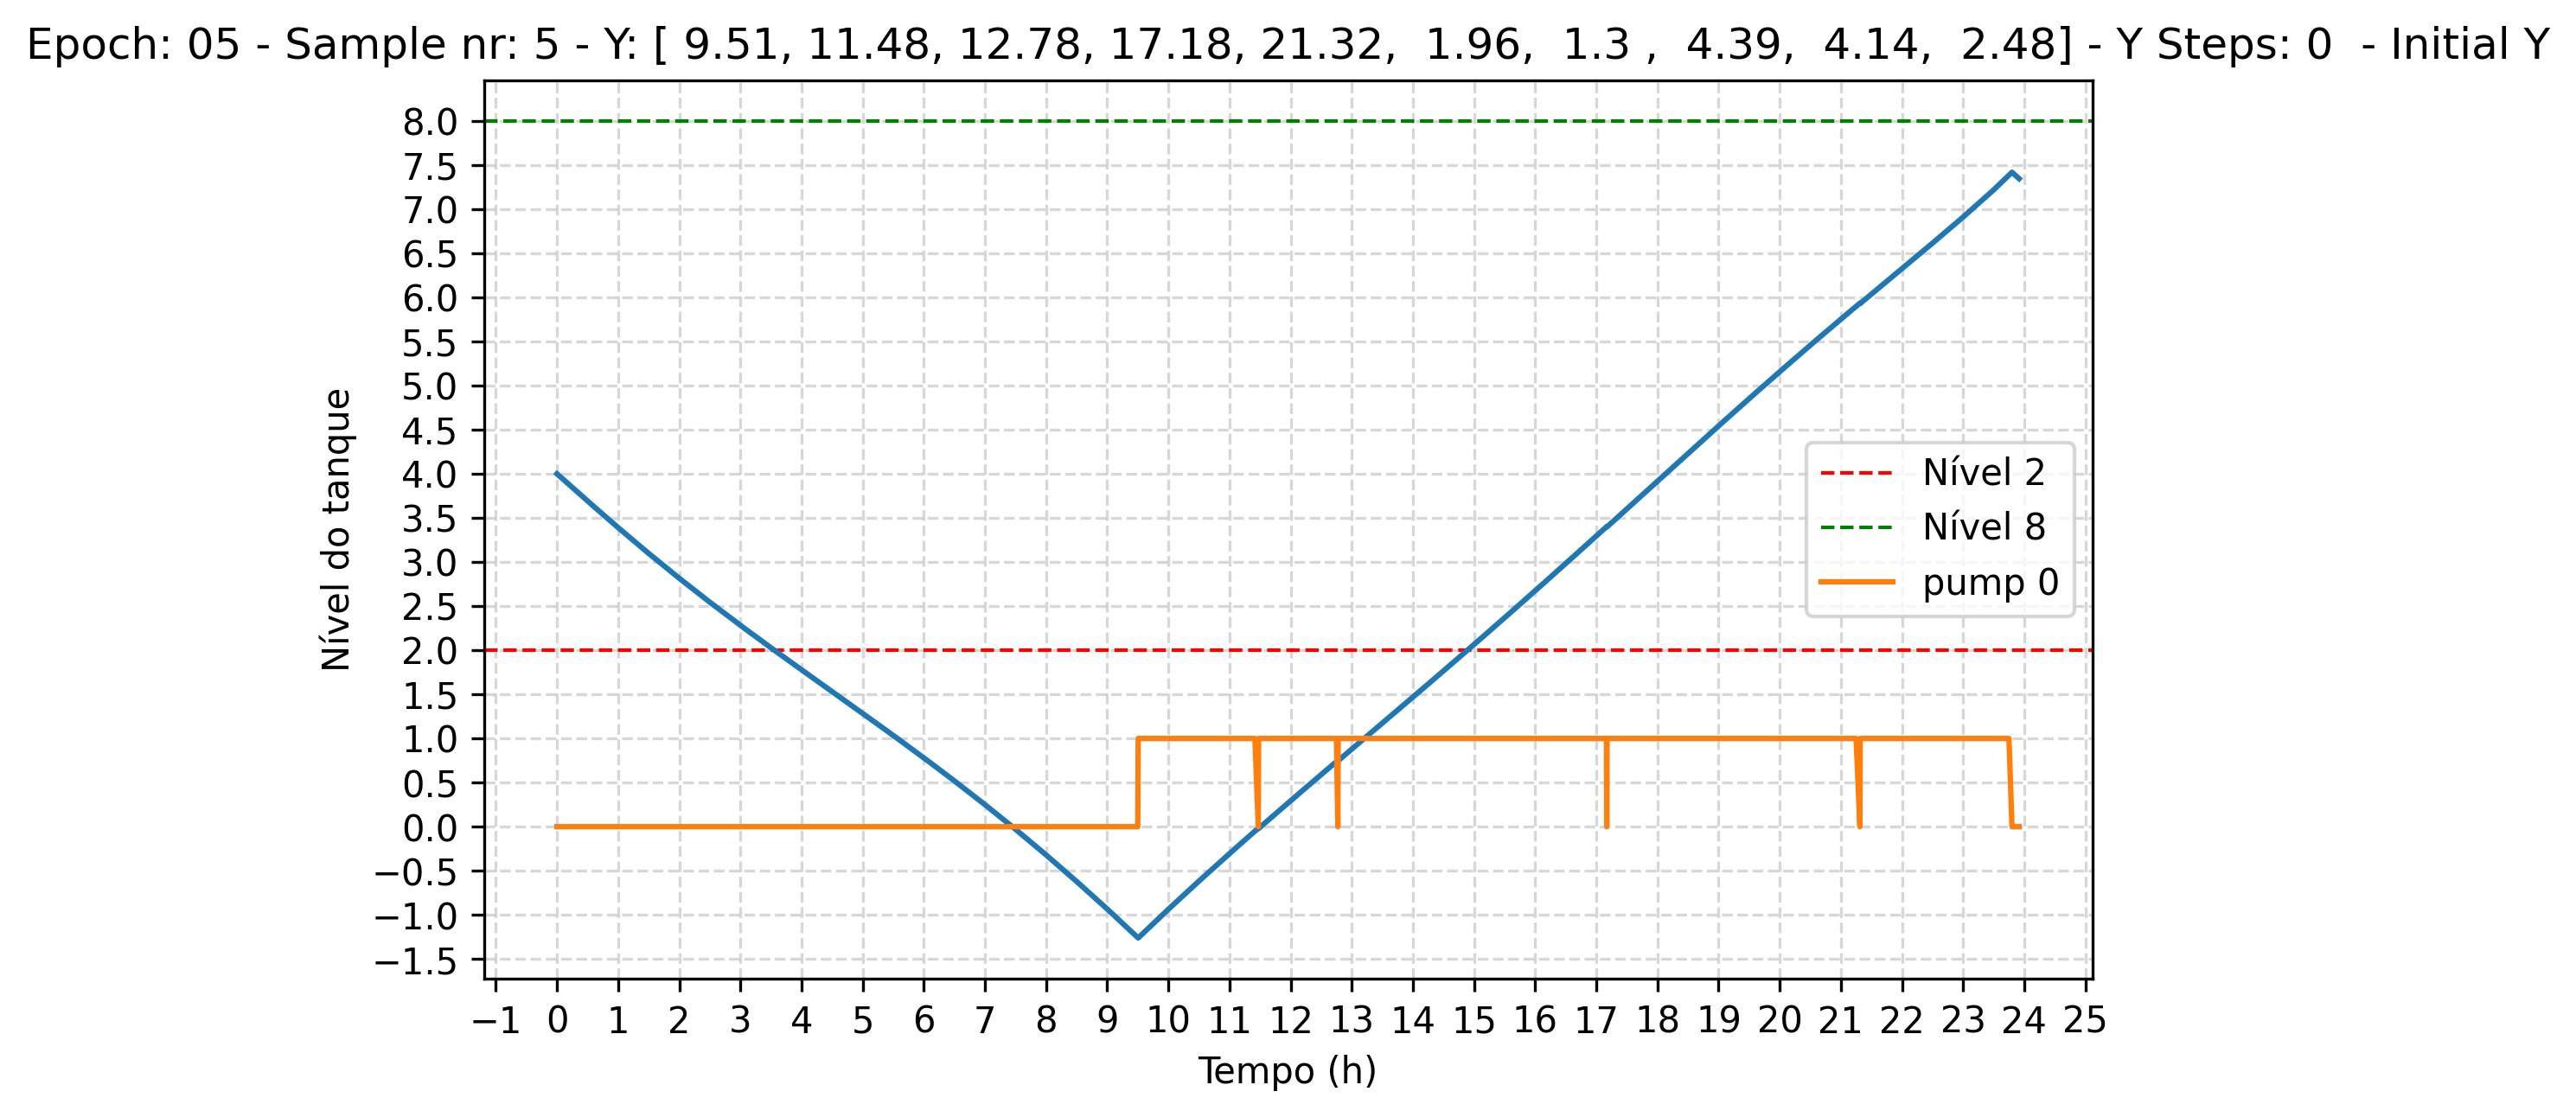 Epoch: 05 - Sample nr: 5 - Y: [ 9.51, 11.48, 12.78, 17.18, 21.32,  1.96,  1.3 ,  4.39,  4.14,  2.48] - Y Steps: 0  - Initial Y
Nível do tanque
8.0
7.5
7.0
6.5
6.0
5.5
5.0
4.5
4.0
3.5
3.0
2.5
2.0
1.5
1.0
0.5
0.0
−0.5
−1.0
−1.5
Nível 2
Nível 8
pump 0
−1 0 1 2 3 4 5 6 7 8 9 10 11 12 13 14 15 16 17 18 19 20 21 22 23 24 25
Tempo (h)